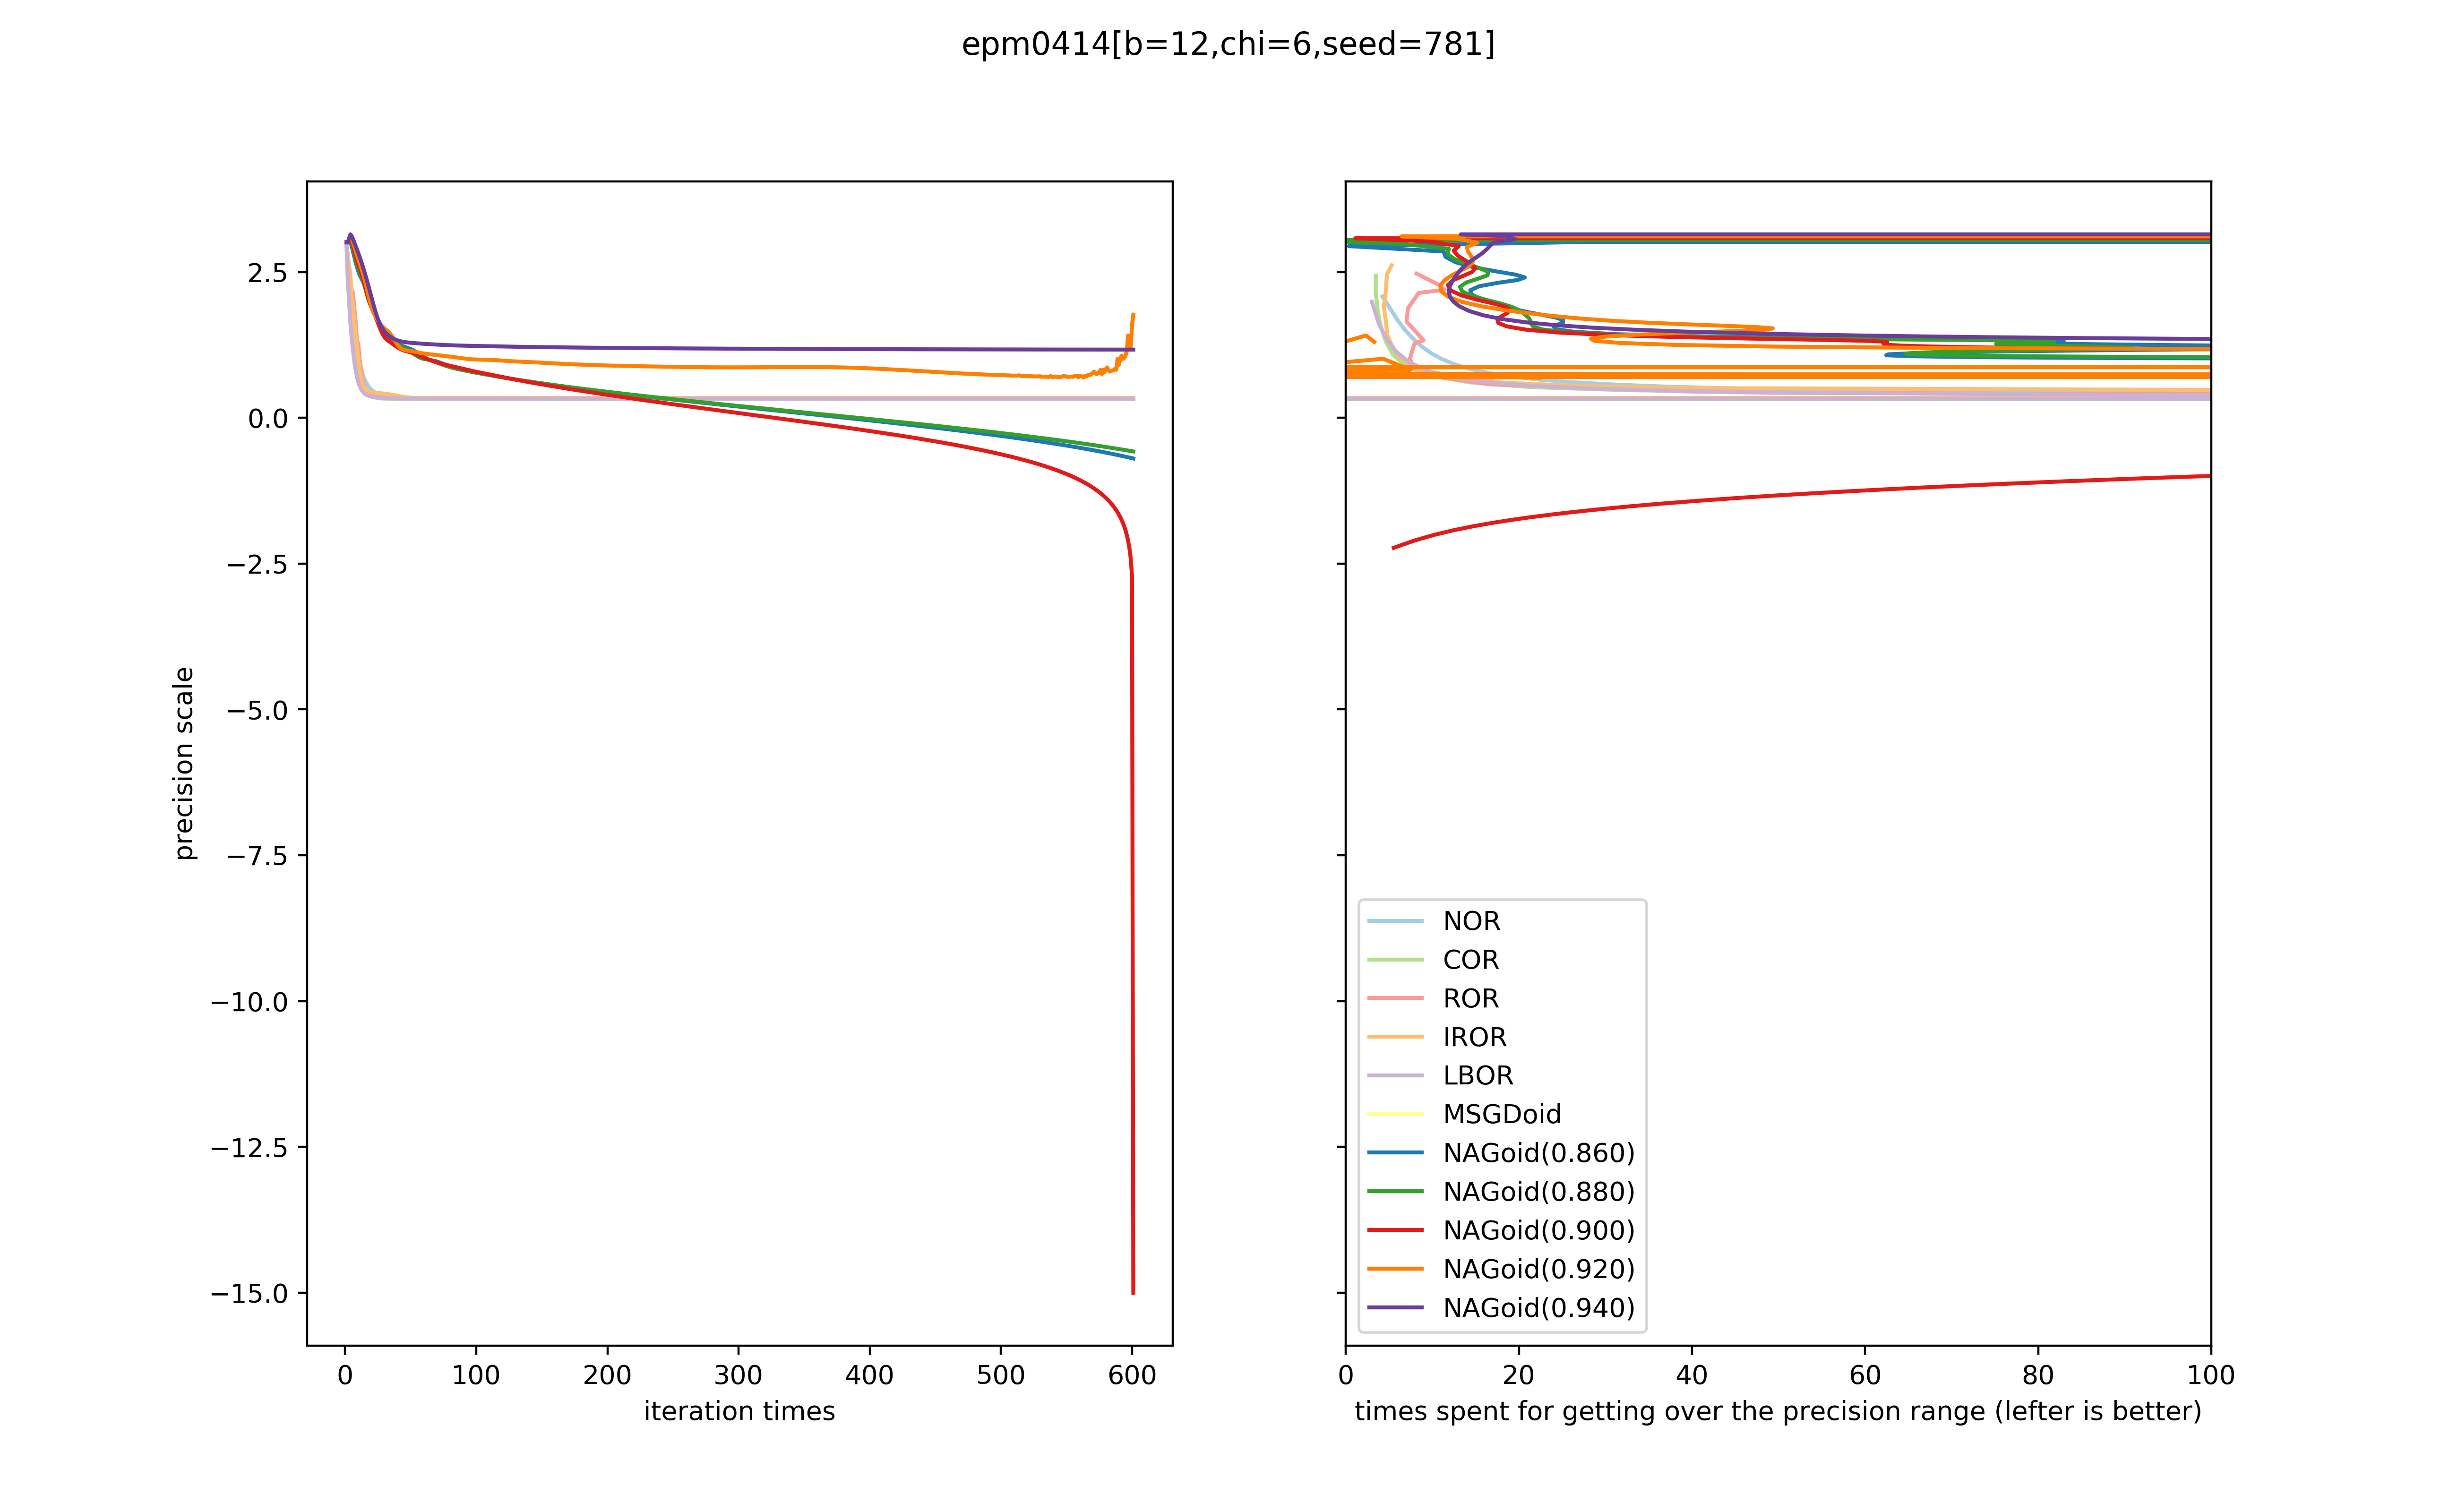 epm0414[b=12,chi=6,seed=781]
precision scale
2.5
0.0
−2.5
−5.0
−7.5
−10.0
−12.5
−15.0
0 100 200 300 400 500 600
iteration times
NOR
COR
ROR
IROR
LBOR
MSGDoid
NAGoid(0.860)
NAGoid(0.880)
NAGoid(0.900)
NAGoid(0.920)
NAGoid(0.940)
0 20 40 60 80 100
times spent for getting over the precision range (lefter is better)